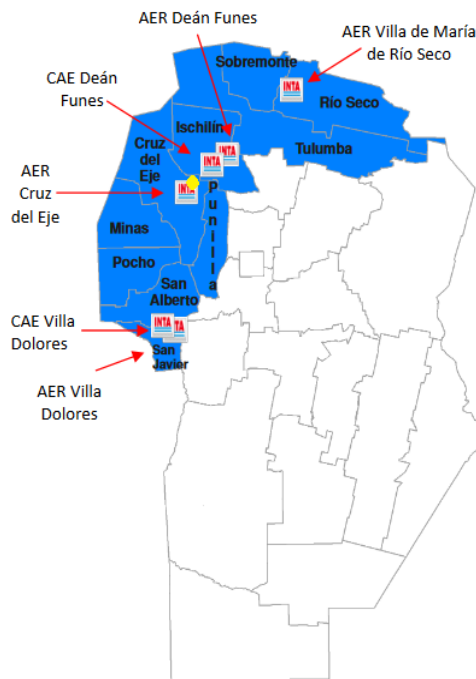 AER Deán Funes
AER Villa de María
de Río Seco
CAE Deán
Funes
Sobremonte
INTA
Río Seco
Ischilín
INTA
Tulumba
Cruz
del
Eje
INTA
AER
Cruz
del Eje
INTA
Punilla
Minas
Pocho
San
Alberto
CAE Villa
Dolores
INTA
INTA
San
Javier
AER Villa
Dolores